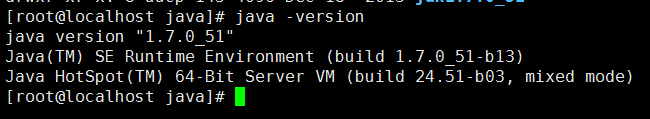 [root@localhost java]# java -version
java version "1.7.0_51"
Java(TM) SE Runtime Environment (build 1.7.0_51-b13)
Java HotSpot(TM) 64-Bit Server VM (build 24.51-b03, mixed mode)
[root@localhost java]#